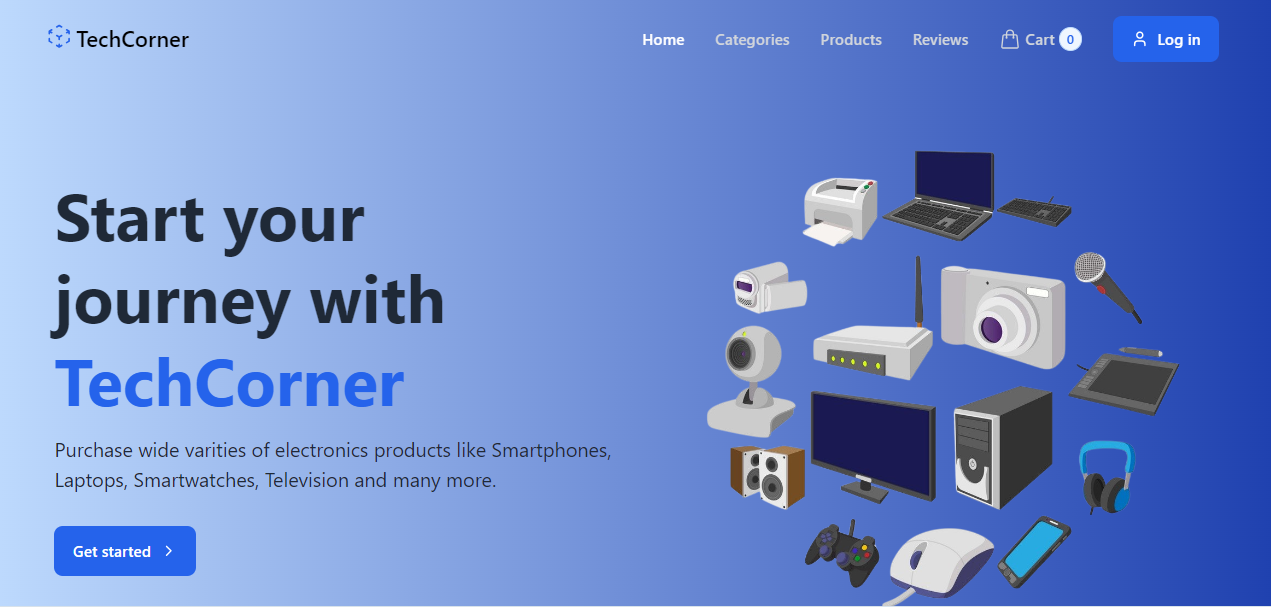 TechCorner
Home Categories Products Reviews Cart 0 Log in
Start your
journey with
TechCorner
Purchase wide varities of electronics products like Smartphones,
Laptops, Smartwatches, Television and many more.
Get started